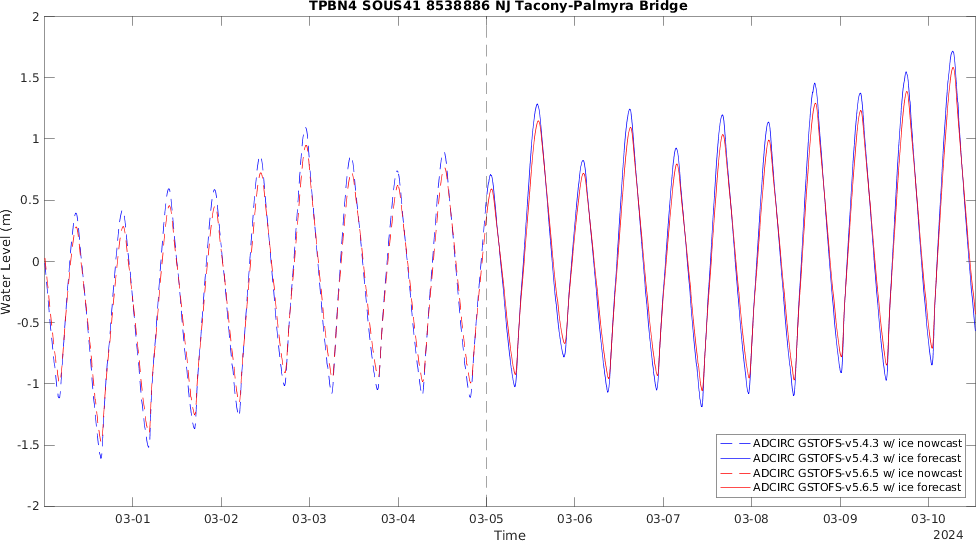 TPBN4 SOUS41 8538886 NJ Tacony-Palmyra Bridge
2
1.5
1
0.5
0
-0.5
-1
-1.5
-2
Water Level (m)
03-01 03-02 03-03 03-04 03-05 03-06 03-07 03-08 03-09 03-10
Time
2024
ADCIRC GSTOFS-v5.4.3 w/ ice nowcast
ADCIRC GSTOFS-v5.4.3 w/ ice forecast
ADCIRC GSTOFS-v5.6.5 w/ ice nowcast
ADCIRC GSTOFS-v5.6.5 w/ ice forecast